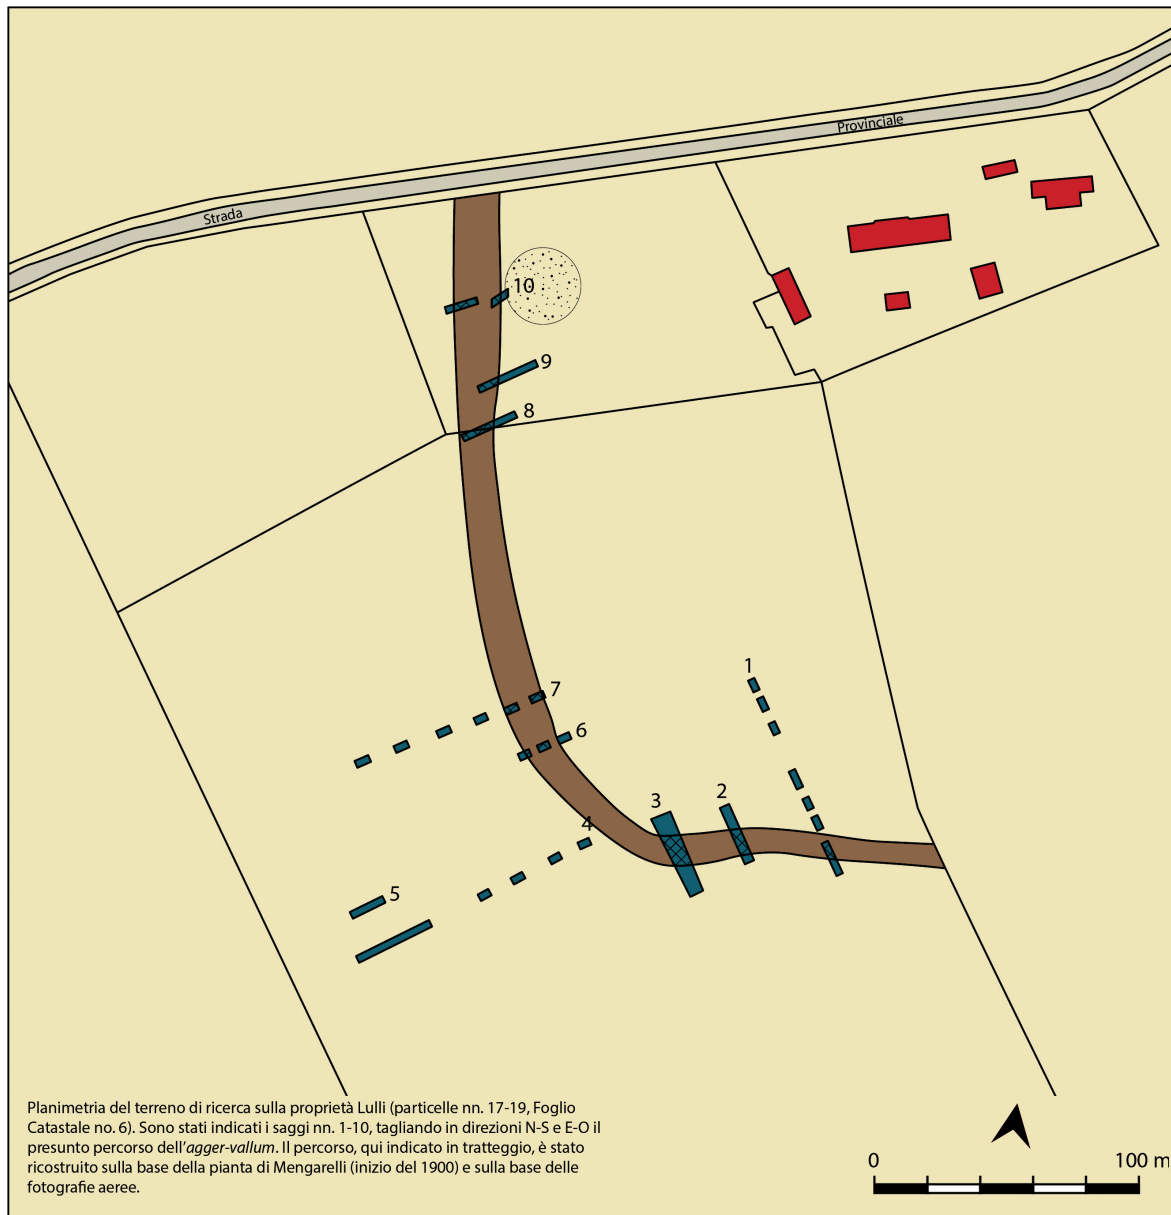 Provinciale
Strada
10
9
8
1
7
6
2
3
4
5
Planimetria del terreno di ricerca sulla proprietà Lulli (particelle nn. 17-19, Foglio
Catastale no. 6). Sono stati indicati i saggi nn. 1-10, tagliando in direzioni N-S e E-O il
presunto percorso dell'agger-vallum. Il percorso, qui indicato in tratteggio, è stato
ricostruito sulla base della pianta di Mengarelli (inizio del 1900) e sulla base delle
fotografie aeree.
0 100 m